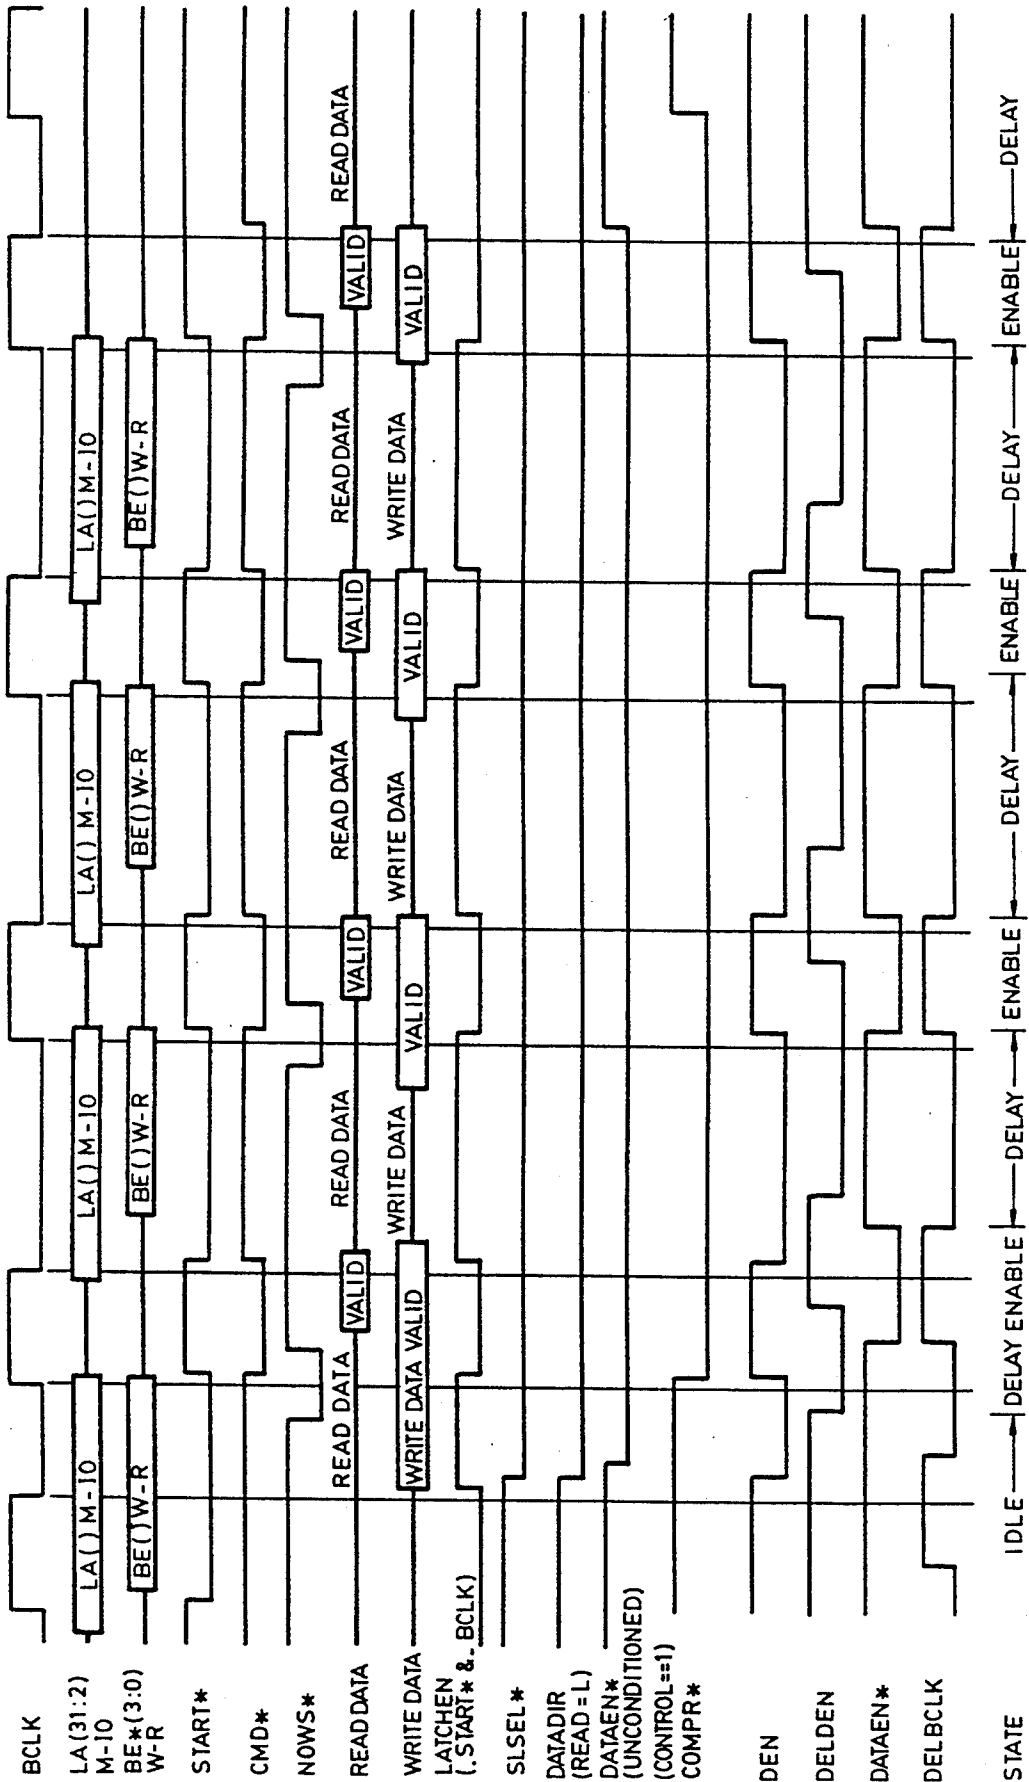 BCLK
LA(31:2)
M-IO
LA()M-IO
LA()M-IO
LA()M-IO
LA()M-IO
BE*(3:0)
W-R
BE()W-R
BE()W-R
BE()W-R
BE()W-R
START*
CMD*
NOWS*
READ DATA
READ DATA
VALID
READ DATA
VALID
READ DATA
VALID
READ DATA
VALID
READ DATA
WRITE DATA
WRITE DATA VALID
WRITE DATA
VALID
WRITE DATA
VALID
WRITE DATA
VALID
LATCHEN
(.START* & _ BCLK)
SLSEL*
DATADIR
(READ=L)
DATAEN*
(UNCONDITIONED)
(CONTROL==1)
COMPR*
DEN
DELDEN
DATAEN*
DELBCLK
STATE
IDLE
DELAY ENABLE
DELAY
ENABLE
DELAY
ENABLE
DELAY
ENABLE
DELAY